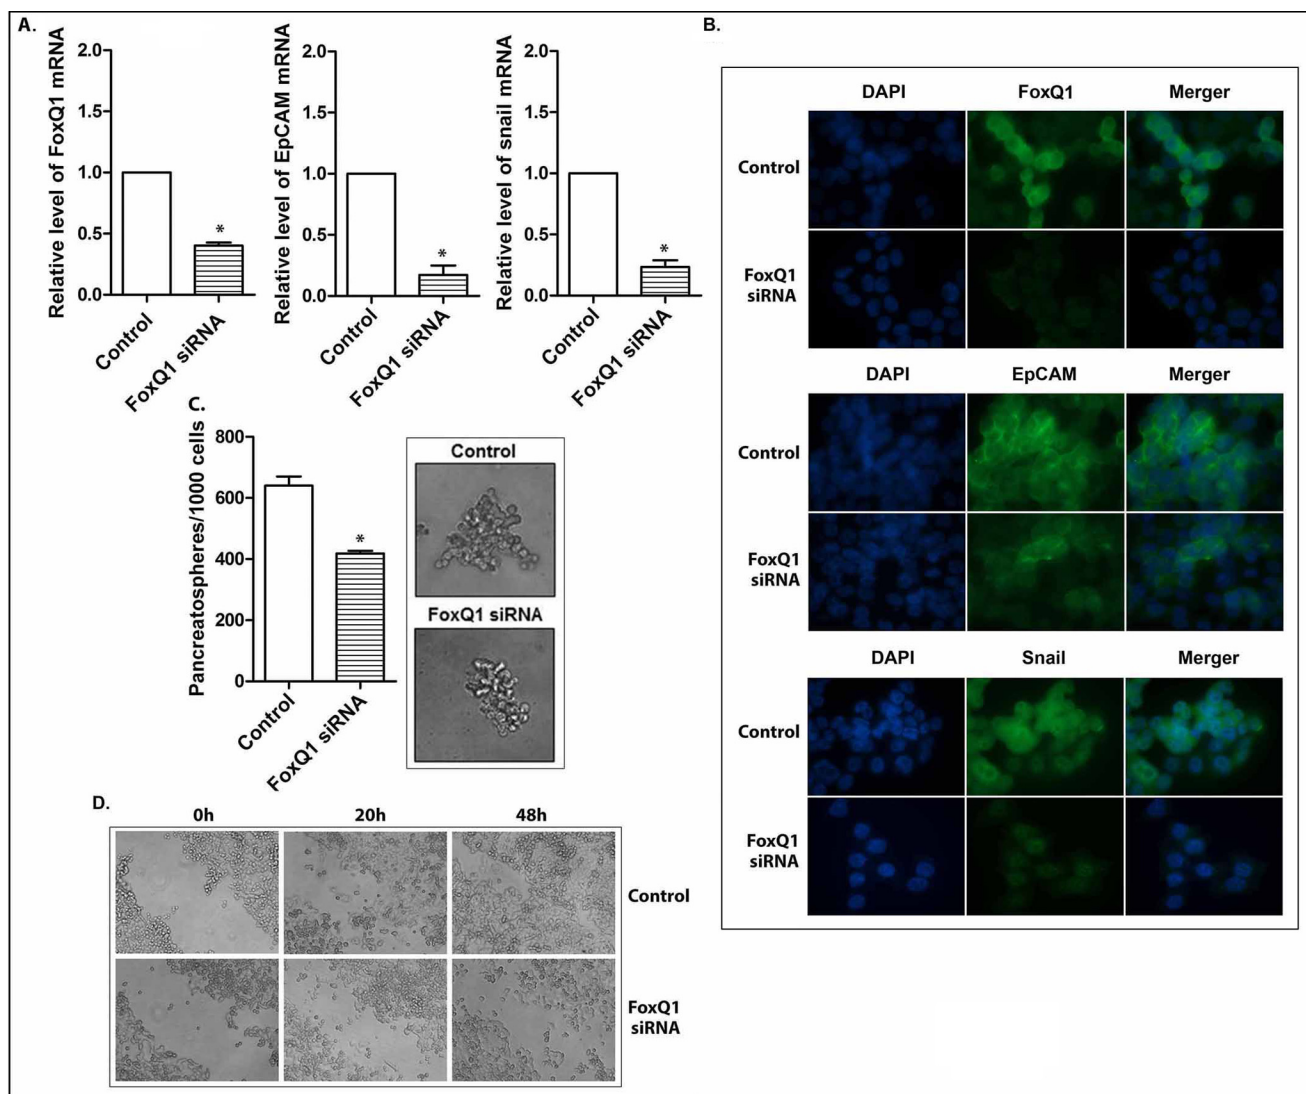 A.
Relative level of FoxQ1 mRNA
2.0
1.5
1.0
0.5
0.0
*
Control
FoxQ1 siRNA
Relative level of EpCAM mRNA
2.0
1.5
1.0
0.5
0.0
*
Control
FoxQ1 siRNA
Relative level of snail mRNA
2.0
1.5
1.0
0.5
0.0
*
Control
FoxQ1 siRNA
B.
DAPI FoxQ1 Merger
Control
FoxQ1
siRNA
DAPI EpCAM Merger
Control
FoxQ1
siRNA
DAPI Snail Merger
Control
FoxQ1
siRNA
C.
Pancreatospheres/1000 cells
800
600
400
200
0
*
Control
FoxQ1 siRNA
Control
FoxQ1 siRNA
D.
0h 20h 48h
Control
FoxQ1
siRNA